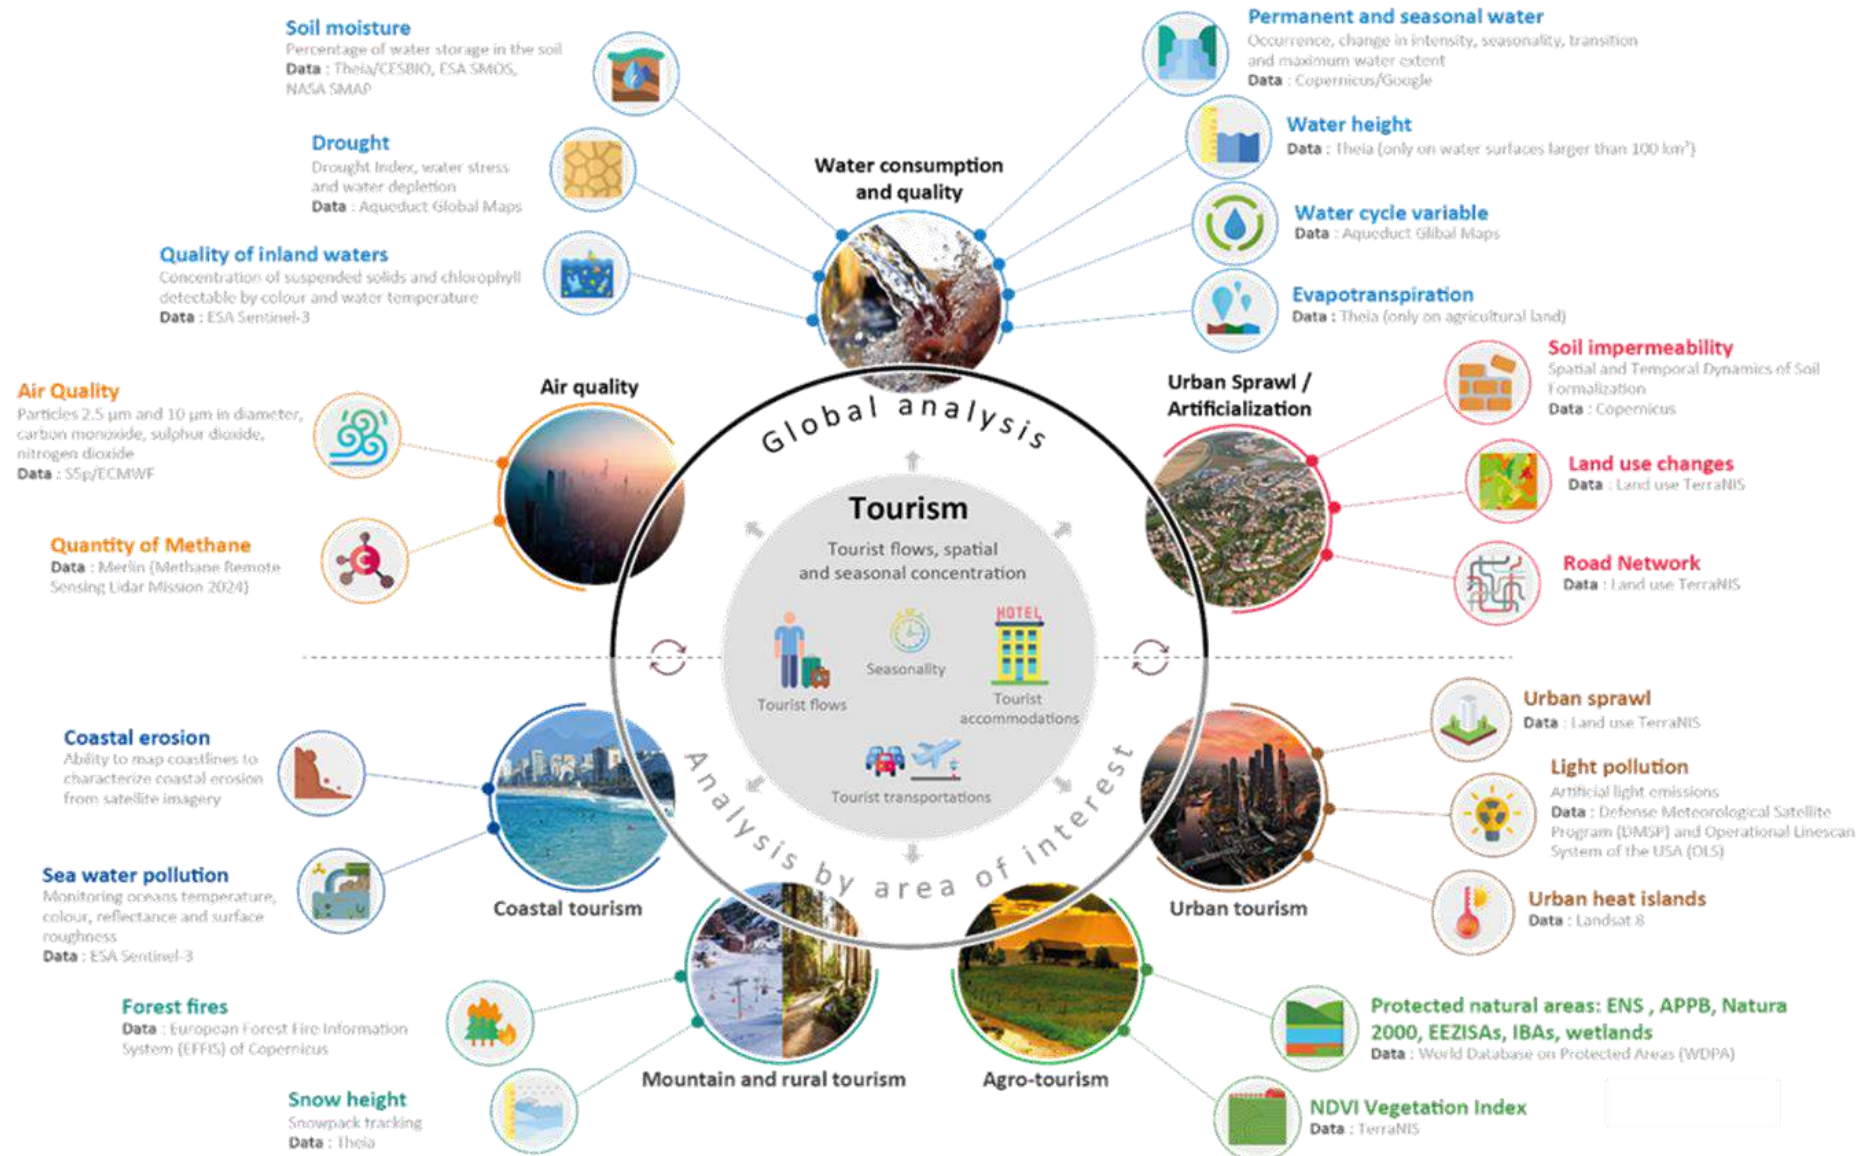 Soil moisture
Percentage of water storage in the soil
Data : Theia/CESBIO, ESA SMOS,
NASA SMAP
Drought
Drought Index, water stress
and water depletion
Data : Aqueduct Global Maps
Quality of inland waters
Concentration of suspended solids and chlorophyll
detectable by colour and water temperature
Data : ESA Sentinel-3
Water consumption
and quality
Permanent and seasonal water
Occurrence, change in intensity, seasonality, transition
and maximum water extent
Data : Copernicus/Google
Water height
Data : Theia (only on water surfaces larger than 100 km²)
Water cycle variable
Data : Aqueduct Glibal Maps
Evapotranspiration
Data : Theia (only on agricultural land)
Air Quality
Particles 2.5 µm and 10 µm in diameter,
carbon monoxide, sulphur dioxide,
nitrogen dioxide
Data : S5p/ECMWF
Quantity of Methane
Data : Merlin (Methane Remote
Sensing Lidar Mission 2024)
Air quality
Urban Sprawl /
Artificialization
Soil impermeability
Spatial and Temporal Dynamics of Soil
Formalization
Data : Copernicus
Land use changes
Data : Land use TerraNIS
Road Network
Data : Land use TerraNIS
Global analysis
Tourism
Tourist flows, spatial
and seasonal concentration
HOTEL
Seasonality
Tourist flows
Tourist
accommodations
Tourist transportations
Analysis by area of interest
Coastal erosion
Ability to map coastlines to
characterize coastal erosion
from satellite imagery
Sea water pollution
Monitoring oceans temperature,
colour, reflectance and surface
roughness
Data : ESA Sentinel-3
Coastal tourism
Urban tourism
Urban sprawl
Data : Land use TerraNIS
Light pollution
Artificial light emissions
Data : Defense Meteorological Satellite
Program (DMSP) and Operational Linescan
System of the USA (OLS)
Urban heat islands
Data : Landsat 8
Forest fires
Data : European Forest Fire Information
System (EFFIS) of Copernicus
Snow height
Snowpack tracking
Data : Theia
Mountain and rural tourism
Agro-tourism
Protected natural areas: ENS , APPB, Natura
2000, EEZISAs, IBAs, wetlands
Data : World Database on Protected Areas (WDPA)
NDVI Vegetation Index
Data : TerraNIS